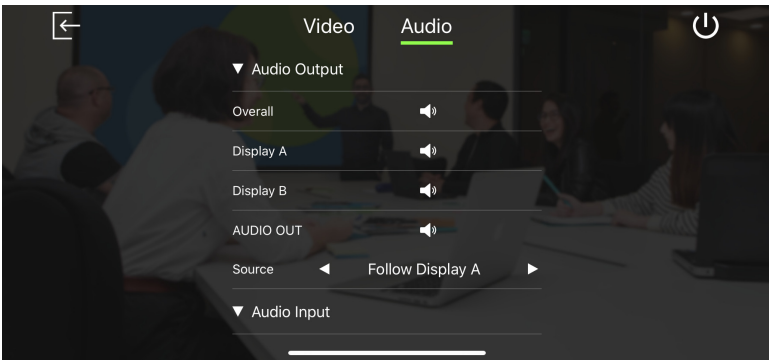 Video Audio
▼ Audio Output
Overall
Display A
Display B
AUDIO OUT
Source ◀ Follow Display A ▶
▼ Audio Input